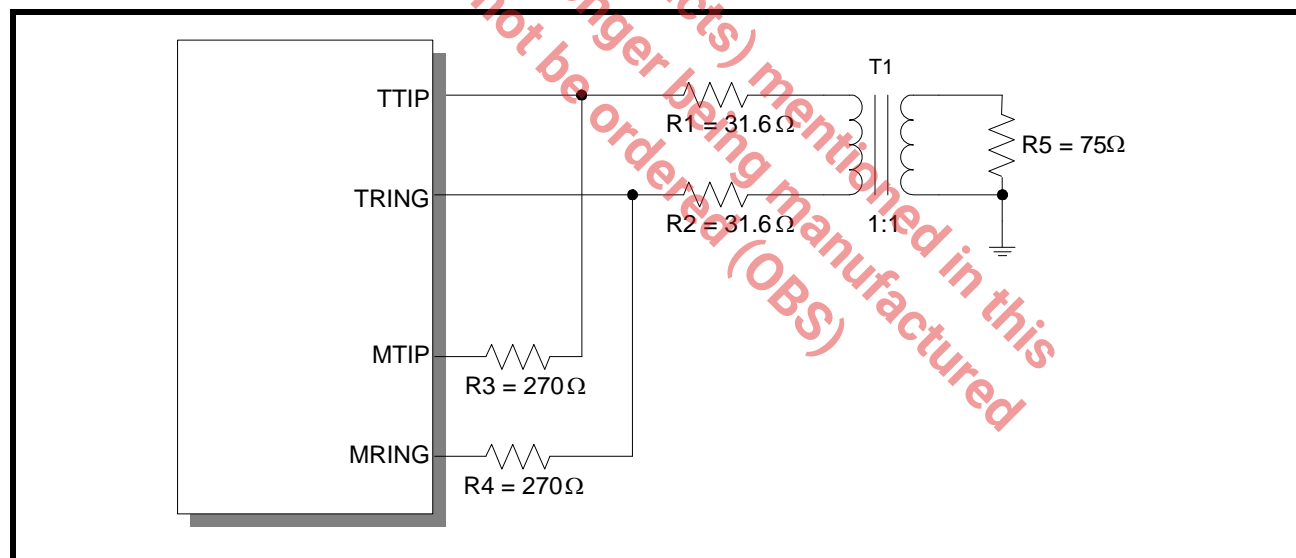 T1
TTIP
R1 = 31.6Ω
R5 = 75Ω
TRING
R2 = 31.6Ω
1:1
MTIP
R3 = 270Ω
MRING
R4 = 270Ω
cts) mentioned in this
nger being manufactured
not be ordered (OBS)